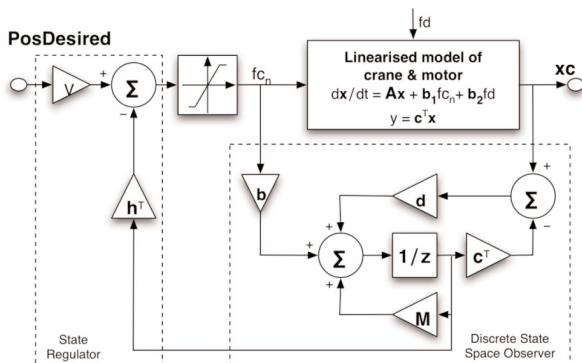 fd
PosDesired
xc
V
+
Σ
−
fcₙ
Linearised model of
crane & motor
dx/dt = Ax + b₁fcₙ+ b₂fd
y = cᵀx
b
hᵀ
d
+
Σ
−
+
+
Σ
+
1/z
cᵀ
M
State
Regulator
Discrete State
Space Observer